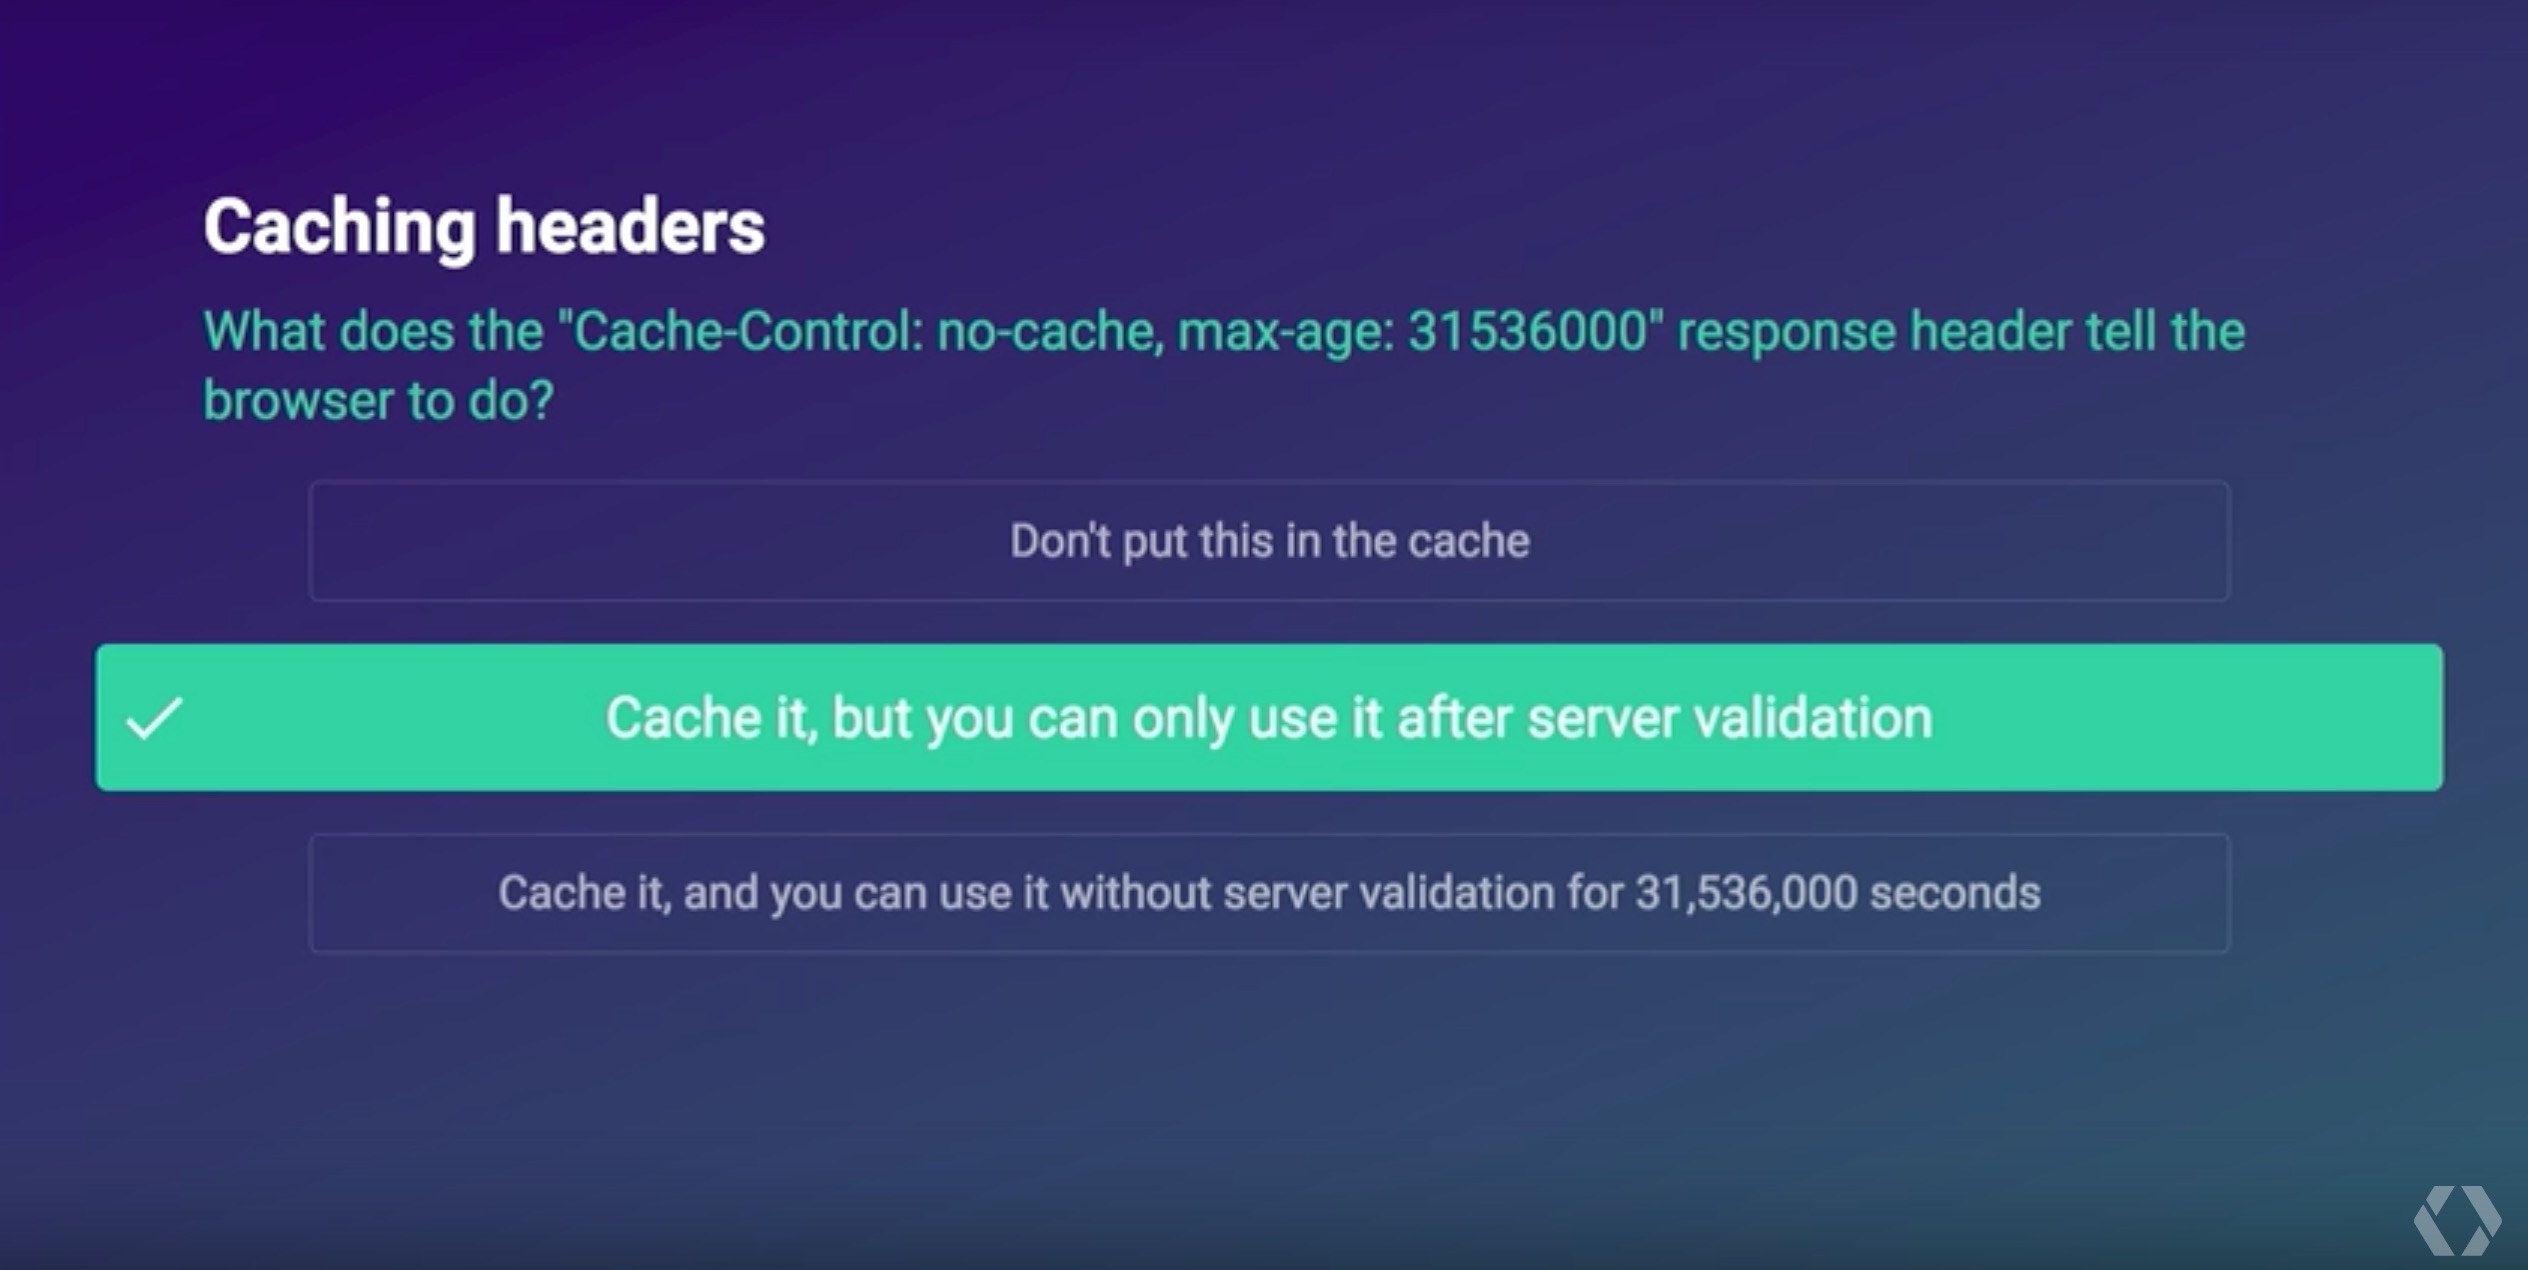 Caching headers
What does the "Cache-Control: no-cache, max-age: 31536000" response header tell the
browser to do?
Don't put this in the cache
Cache it, but you can only use it after server validation
Cache it, and you can use it without server validation for 31,536,000 seconds